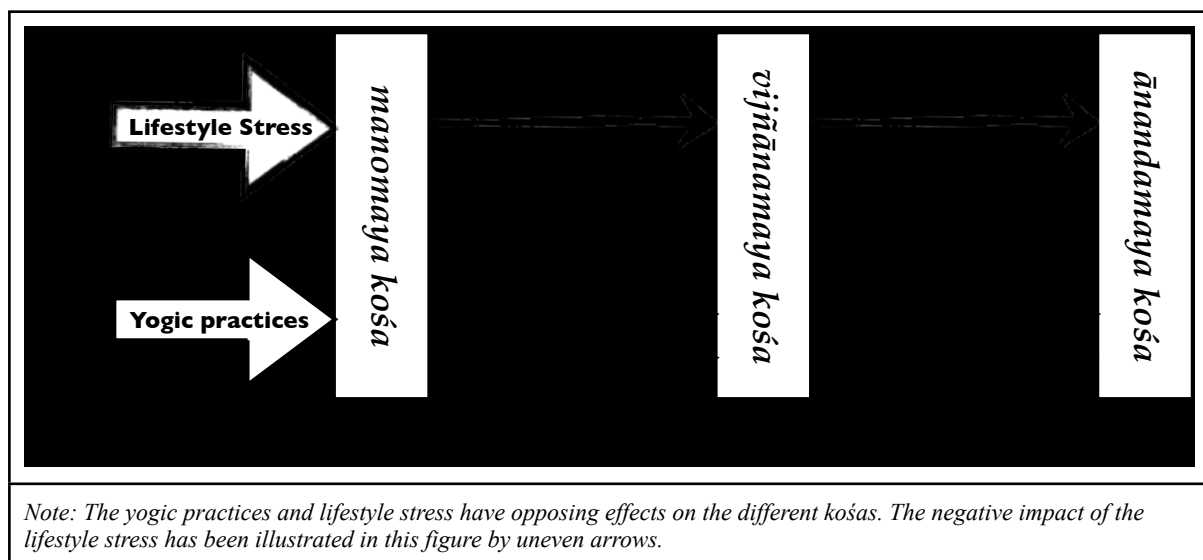 Lifestyle Stress
Yogic practices
manomaya kośa
vijñānamaya kośa
ānandamaya kośa
Note: The yogic practices and lifestyle stress have opposing effects on the different kośas. The negative impact of the
lifestyle stress has been illustrated in this figure by uneven arrows.